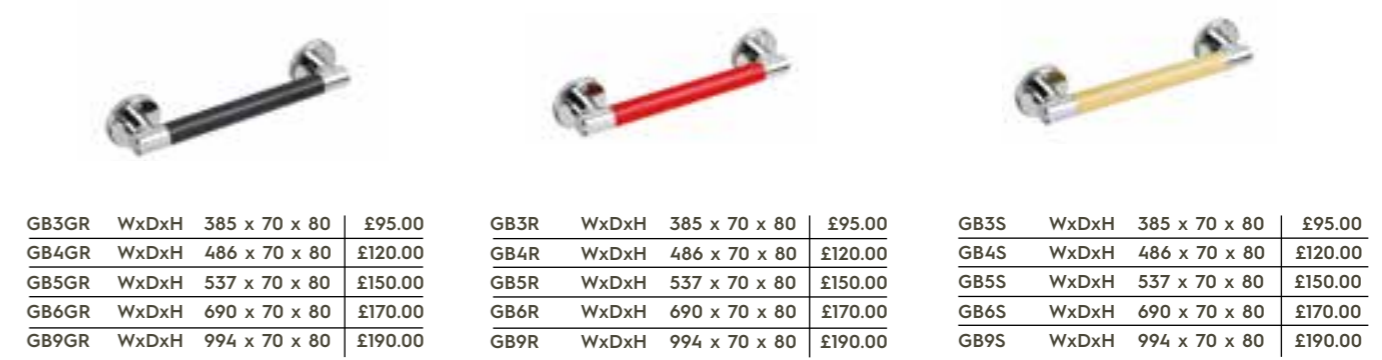 GB3GR WxDxH 385 x 70 x 80 £95.00
GB4GR WxDxH 486 x 70 x 80 £120.00
GB5GR WxDxH 537 x 70 x 80 £150.00
GB6GR WxDxH 690 x 70 x 80 £170.00
GB9GR WxDxH 994 x 70 x 80 £190.00
GB3R WxDxH 385 x 70 x 80 £95.00
GB4R WxDxH 486 x 70 x 80 £120.00
GB5R WxDxH 537 x 70 x 80 £150.00
GB6R WxDxH 690 x 70 x 80 £170.00
GB9R WxDxH 994 x 70 x 80 £190.00
GB3S WxDxH 385 x 70 x 80 £95.00
GB4S WxDxH 486 x 70 x 80 £120.00
GB5S WxDxH 537 x 70 x 80 £150.00
GB6S WxDxH 690 x 70 x 80 £170.00
GB9S WxDxH 994 x 70 x 80 £190.00